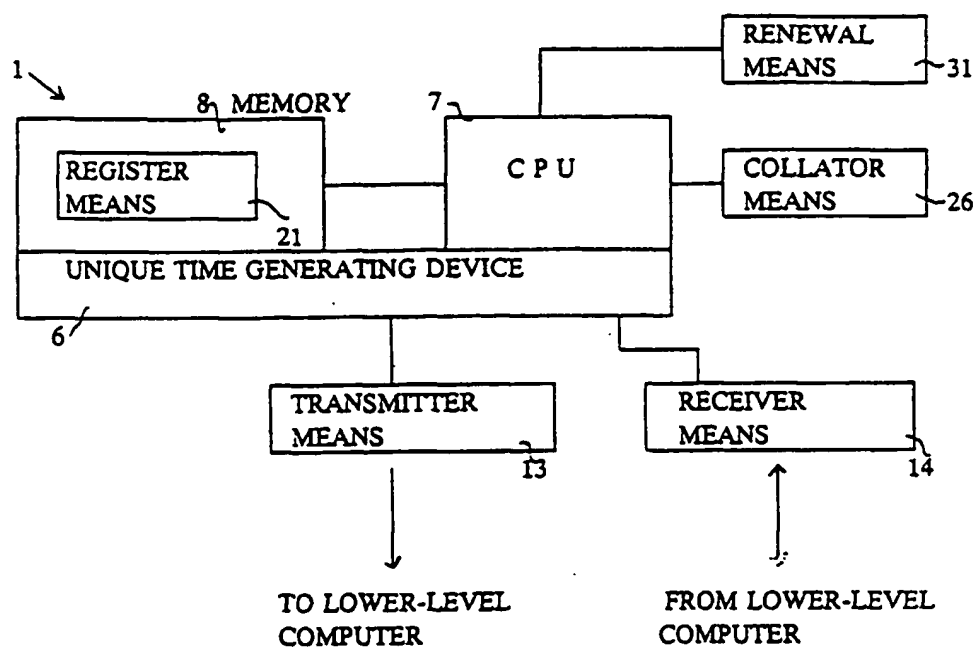 RENEWAL
MEANS
31
1
8 MEMORY
7
REGISTER
MEANS
21
C P U
COLLATOR
MEANS
26
UNIQUE TIME GENERATING DEVICE
6
TRANSMITTER
MEANS
13
RECEIVER
MEANS
14
TO LOWER-LEVEL
COMPUTER
FROM LOWER-LEVEL
COMPUTER